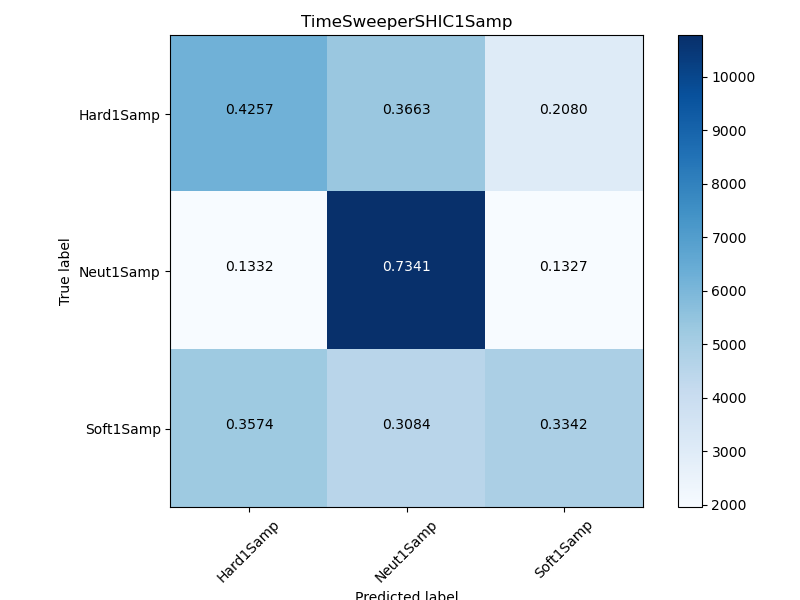 TimeSweeperSHIC1Samp
Hard1Samp
0.4257 0.3663 0.2080
Neut1Samp
0.1332 0.7341 0.1327
Soft1Samp
0.3574 0.3084 0.3342
True label
Hard1Samp
Neut1Samp
Soft1Samp
Predicted label
10000
9000
8000
7000
6000
5000
4000
3000
2000